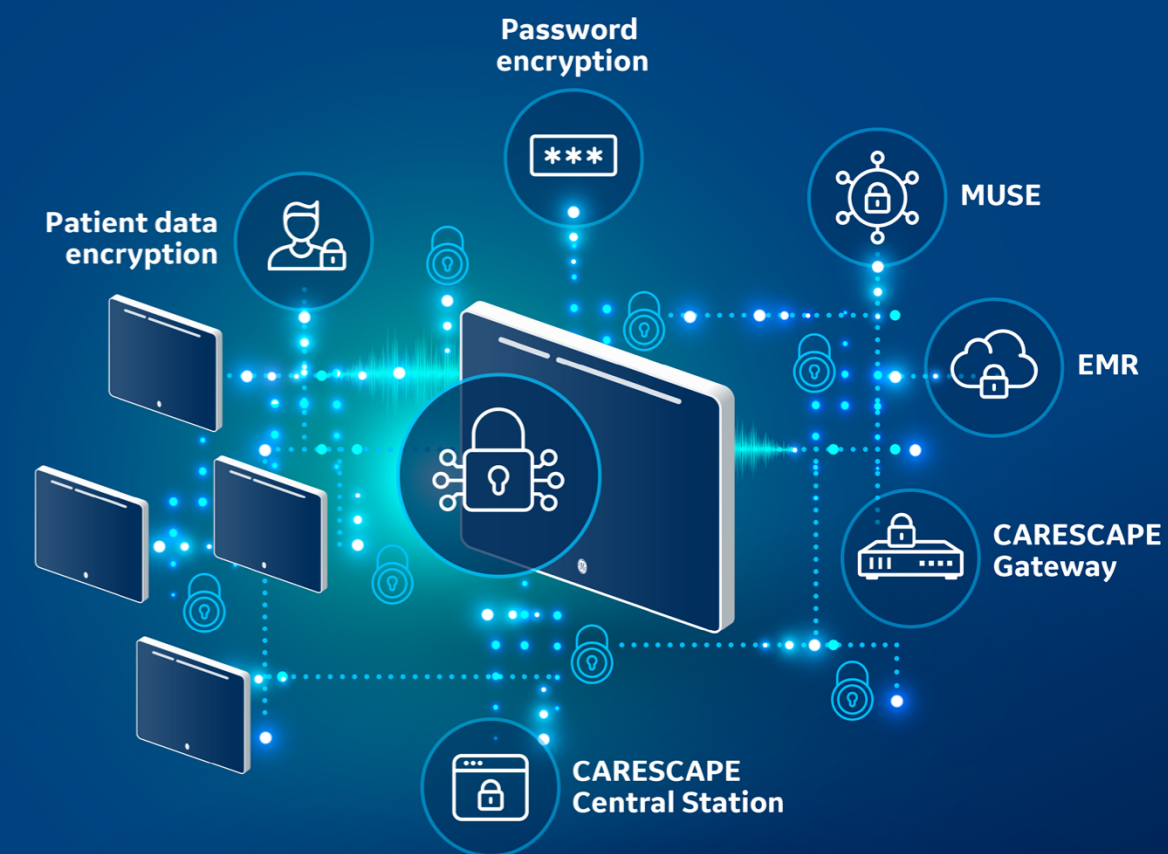 Password
encryption
***
MUSE
Patient data
encryption
EMR
CARESCAPE
Gateway
CARESCAPE
Central Station